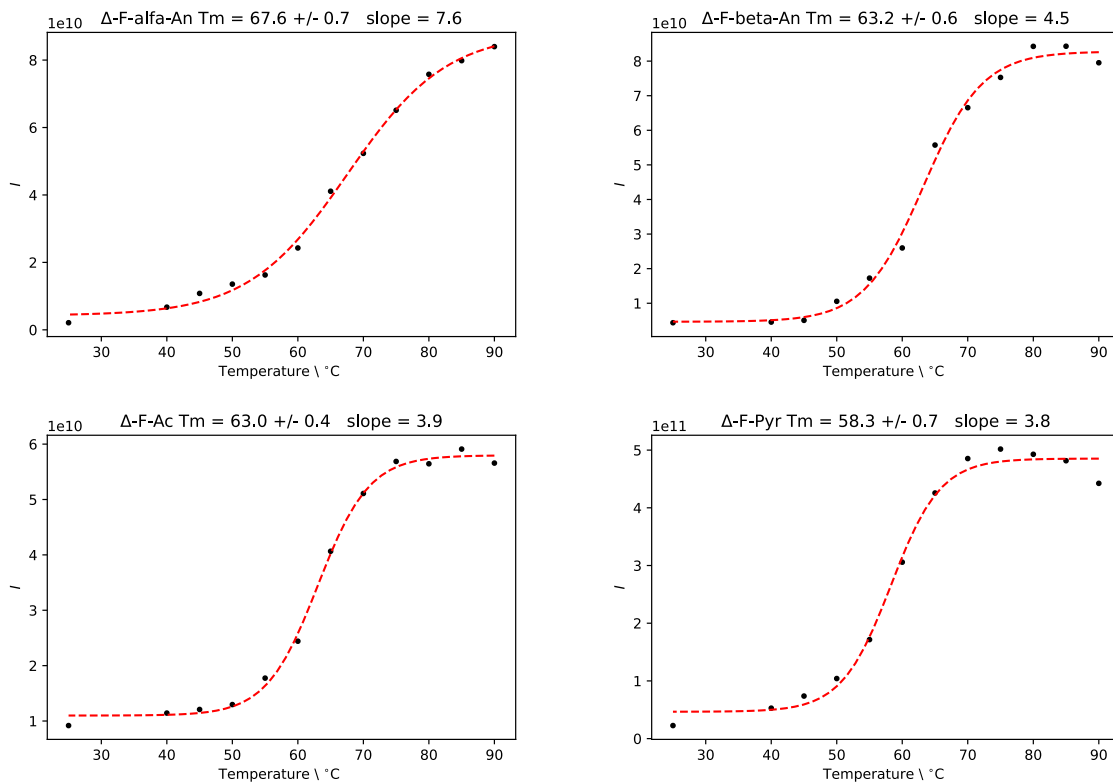 Δ-F-alfa-An Tm = 67.6 +/- 0.7   slope = 7.6
1e10
8
6
4
2
0
I
30 40 50 60 70 80 90
Temperature \ °C
Δ-F-beta-An Tm = 63.2 +/- 0.6   slope = 4.5
1e10
8
7
6
5
4
3
2
1
I
30 40 50 60 70 80 90
Temperature \ °C
Δ-F-Ac Tm = 63.0 +/- 0.4   slope = 3.9
1e10
6
5
4
3
2
1
I
30 40 50 60 70 80 90
Temperature \ °C
Δ-F-Pyr Tm = 58.3 +/- 0.7   slope = 3.8
1e11
5
4
3
2
1
0
I
30 40 50 60 70 80 90
Temperature \ °C